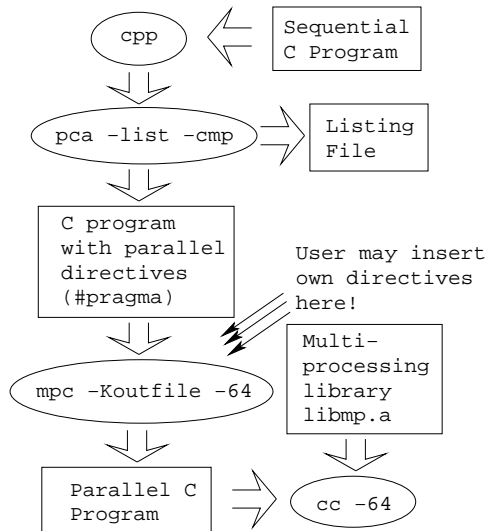 cpp
Sequential
C Program
pca -list -cmp
Listing
File
C program
with parallel
directives
(#pragma)
User may insert
own directives
here!
mpc -Koutfile -64
Multi-
processing
library
libmp.a
Parallel C
Program
cc -64